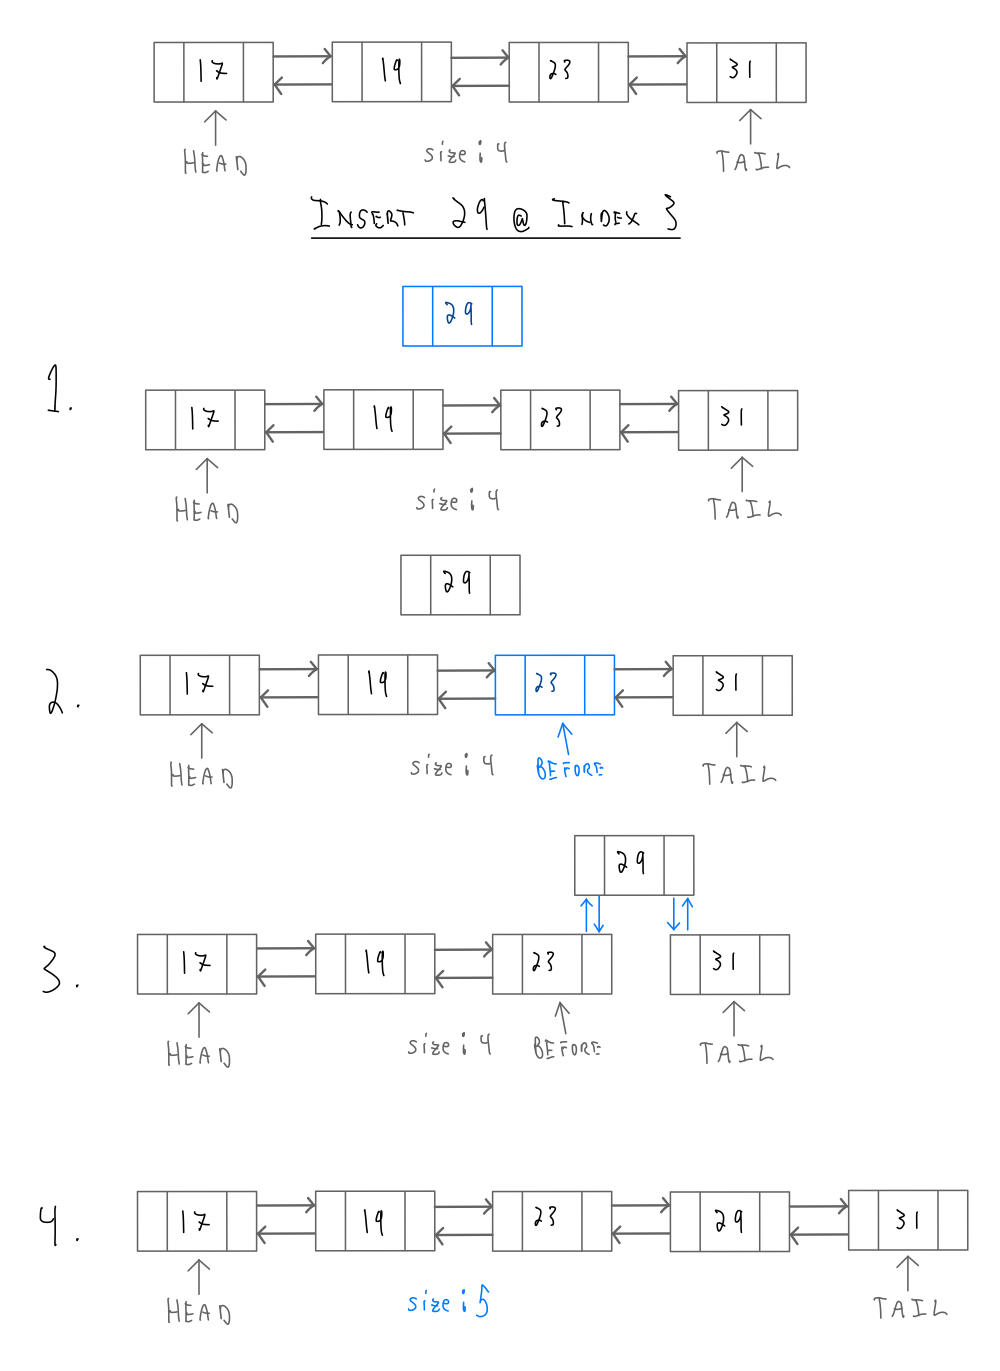 17 19 23 31
HEAD size: 4 TAIL
INSERT 29 @ INDEX 3
29
1.
17 19 23 31
HEAD size: 4 TAIL
29
2.
17 19 23 31
HEAD size: 4 BEFORE TAIL
29
3.
17 19 23 31
HEAD size: 4 BEFORE TAIL
4.
17 19 23 29 31
HEAD size: 5 TAIL